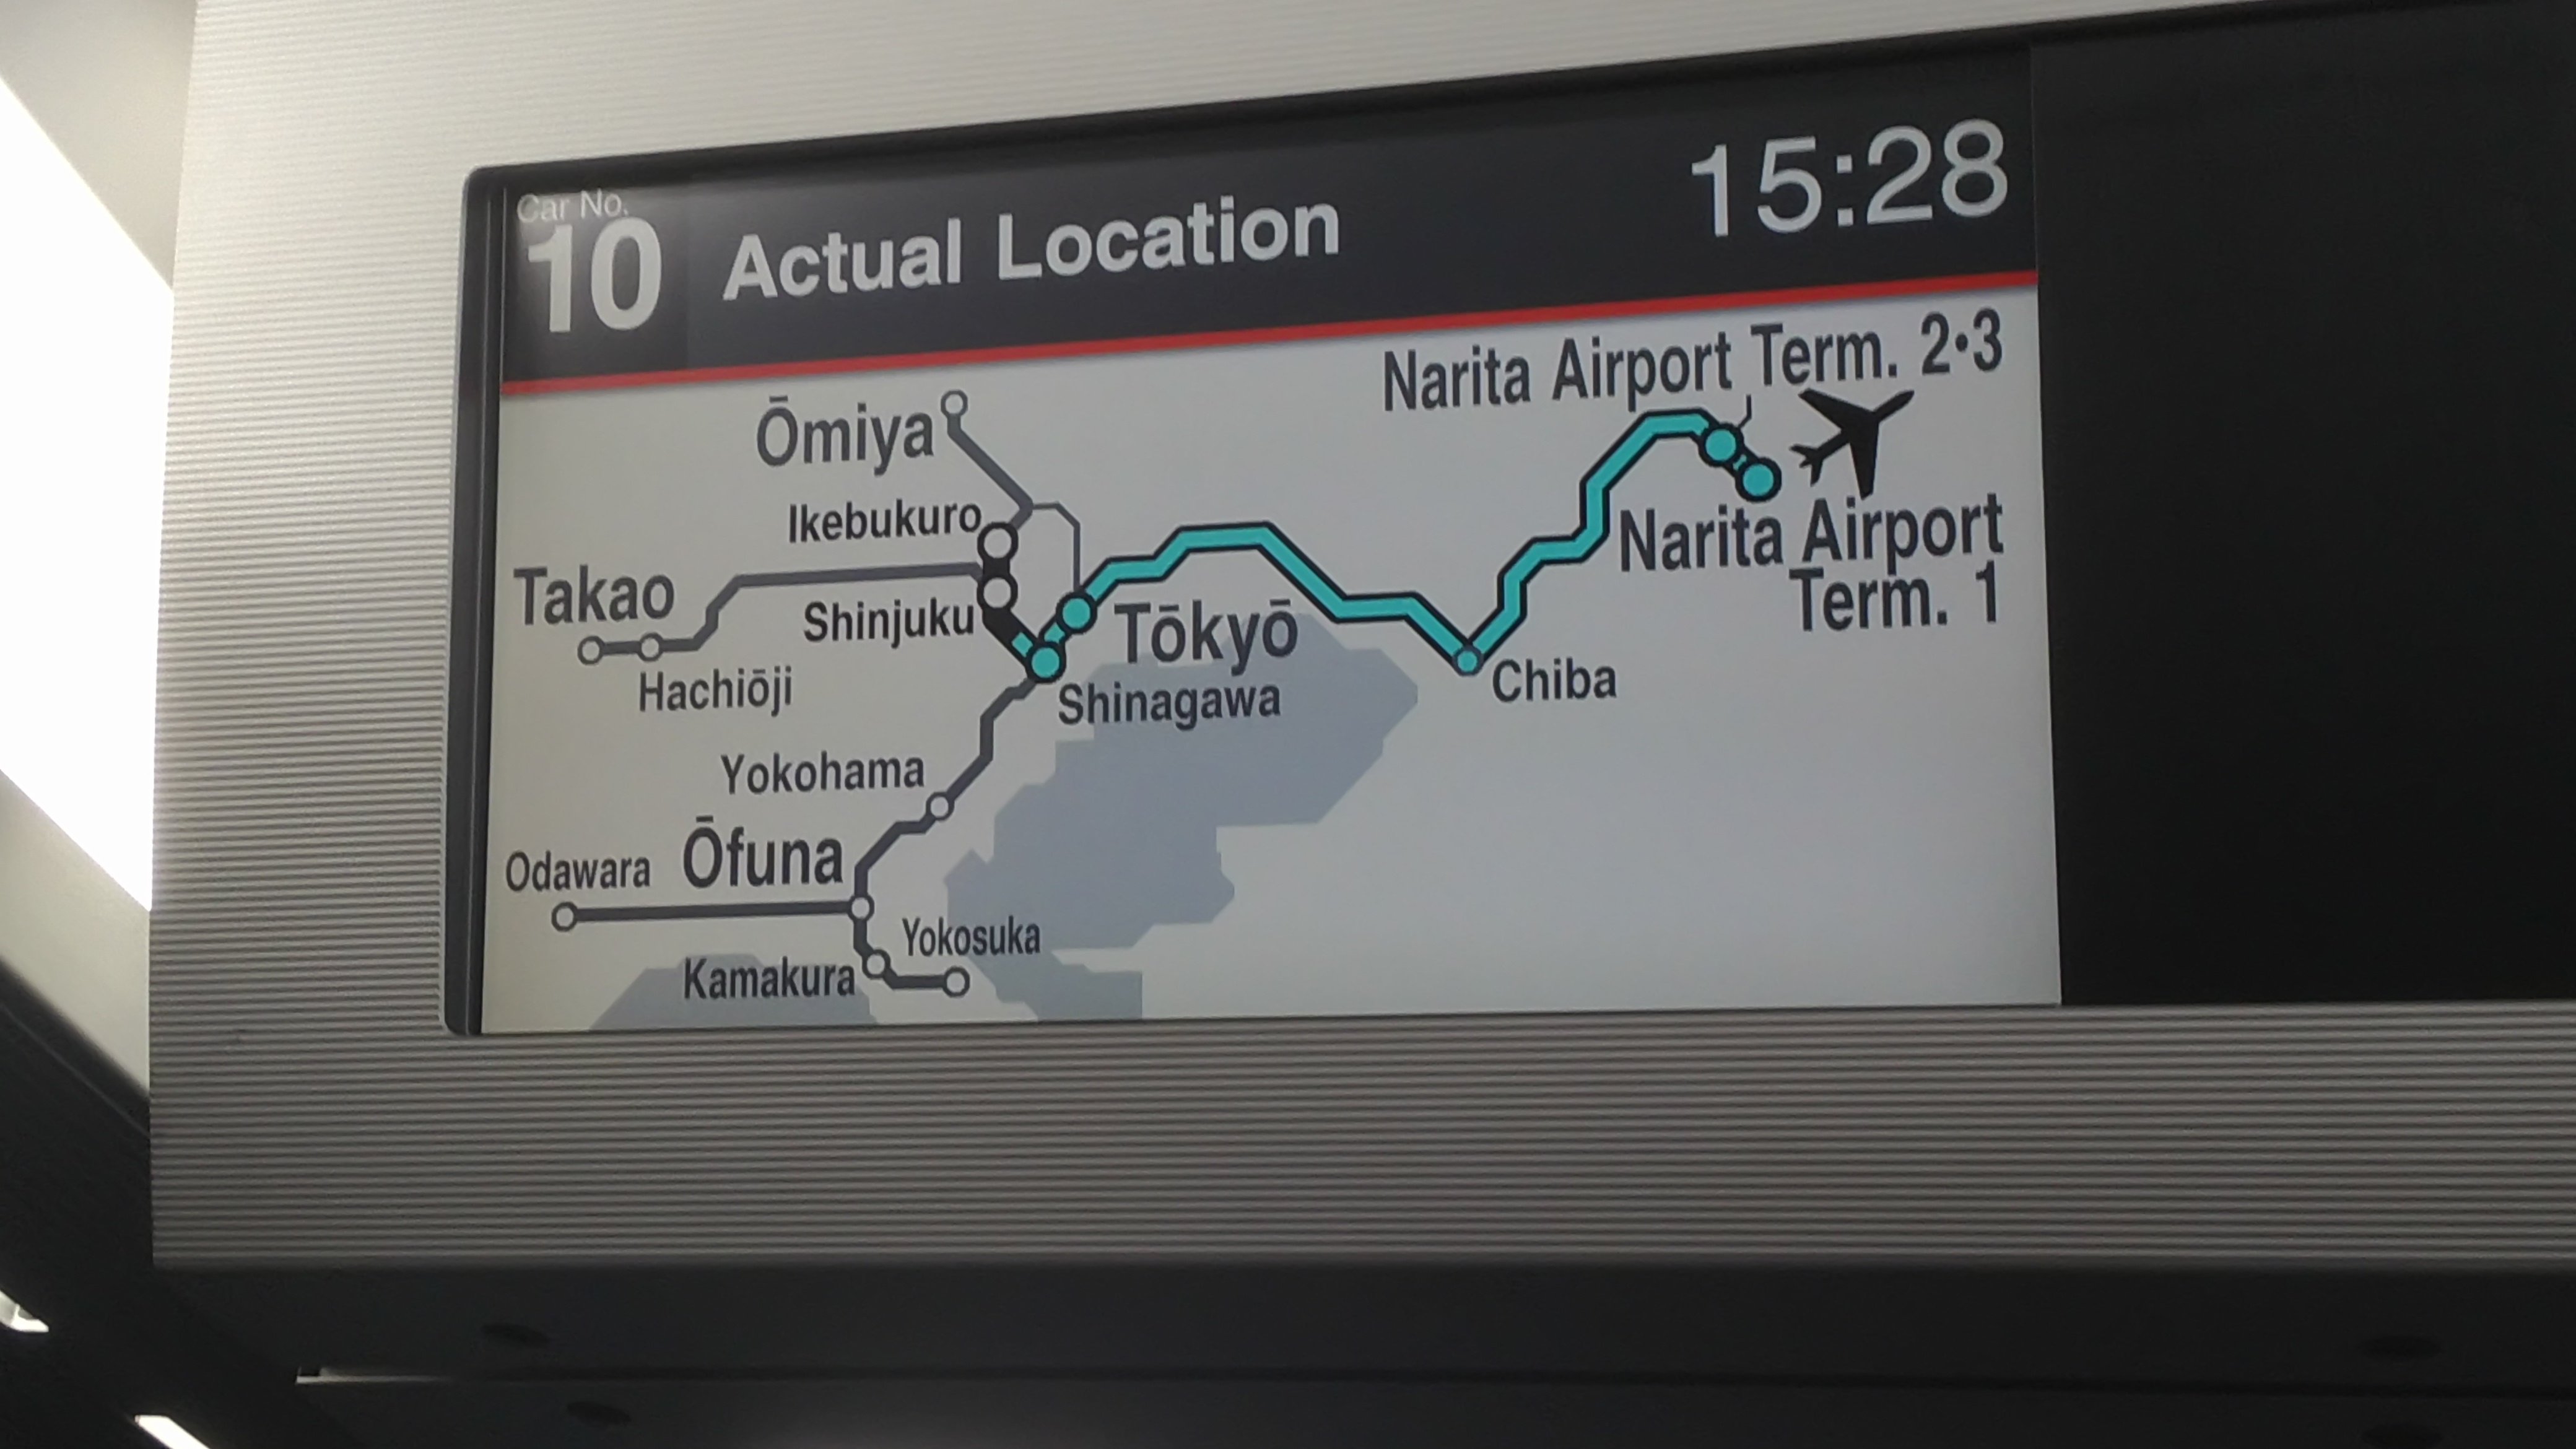 Car No.
10
Actual Location
15:28
Narita Airport Term. 2•3
Ōmiya
Ikebukuro
Narita Airport
Term. 1
Takao
Shinjuku
Tōkyō
Hachiōji
Shinagawa
Chiba
Yokohama
Odawara
Ōfuna
Yokosuka
Kamakura